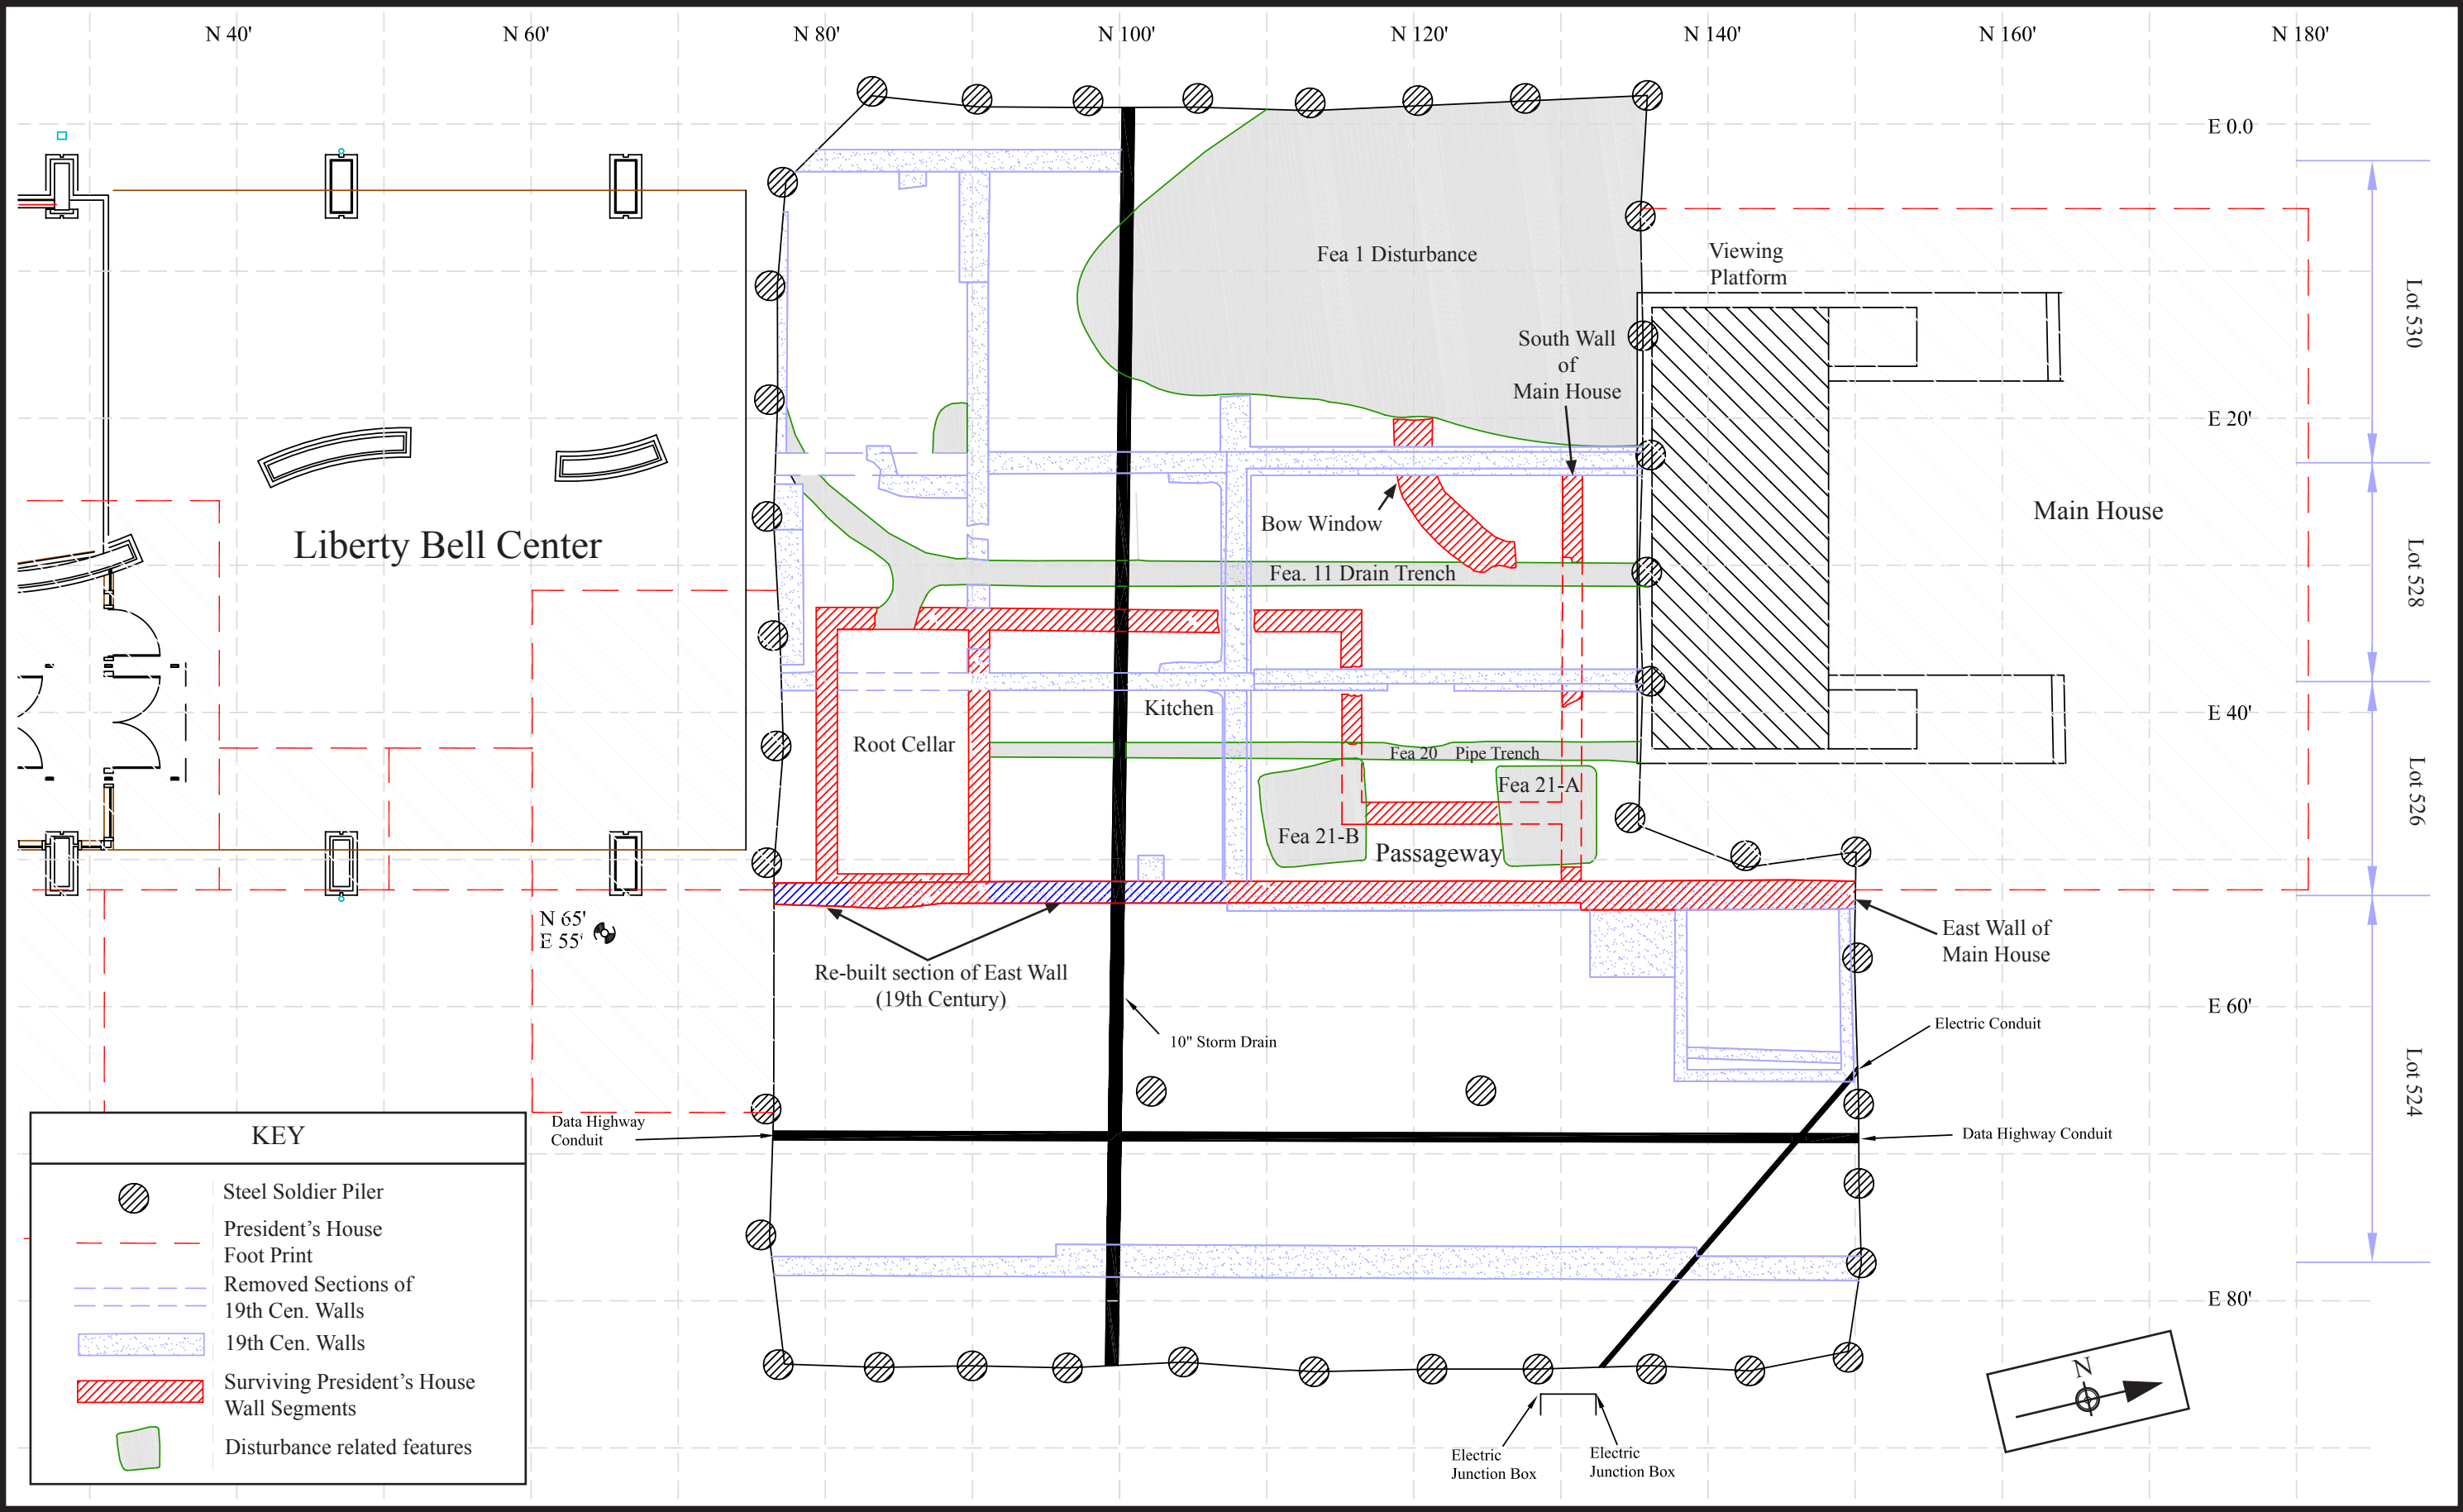 N 40'
N 60'
N 80'
N 100'
N 120'
N 140'
N 160'
N 180'
E 0.0
Fea 1 Disturbance
Viewing
Platform
Lot 530
South Wall
of
Main House
E 20'
Bow Window
Main House
Liberty Bell Center
Fea. 11 Drain Trench
Lot 528
Kitchen
E 40'
Root Cellar
Fea 20 Pipe Trench
Fea 21-A
Lot 526
Fea 21-B
Passageway
N 65'
E 55'
East Wall of
Main House
Re-built section of East Wall
(19th Century)
E 60'
Electric Conduit
10" Storm Drain
Lot 524
Data Highway
Conduit
Data Highway Conduit
KEY
Steel Soldier Piler
President’s House
Foot Print
Removed Sections of
19th Cen. Walls
19th Cen. Walls
Surviving President’s House
Wall Segments
Disturbance related features
E 80'
N
Electric
Junction Box
Electric
Junction Box